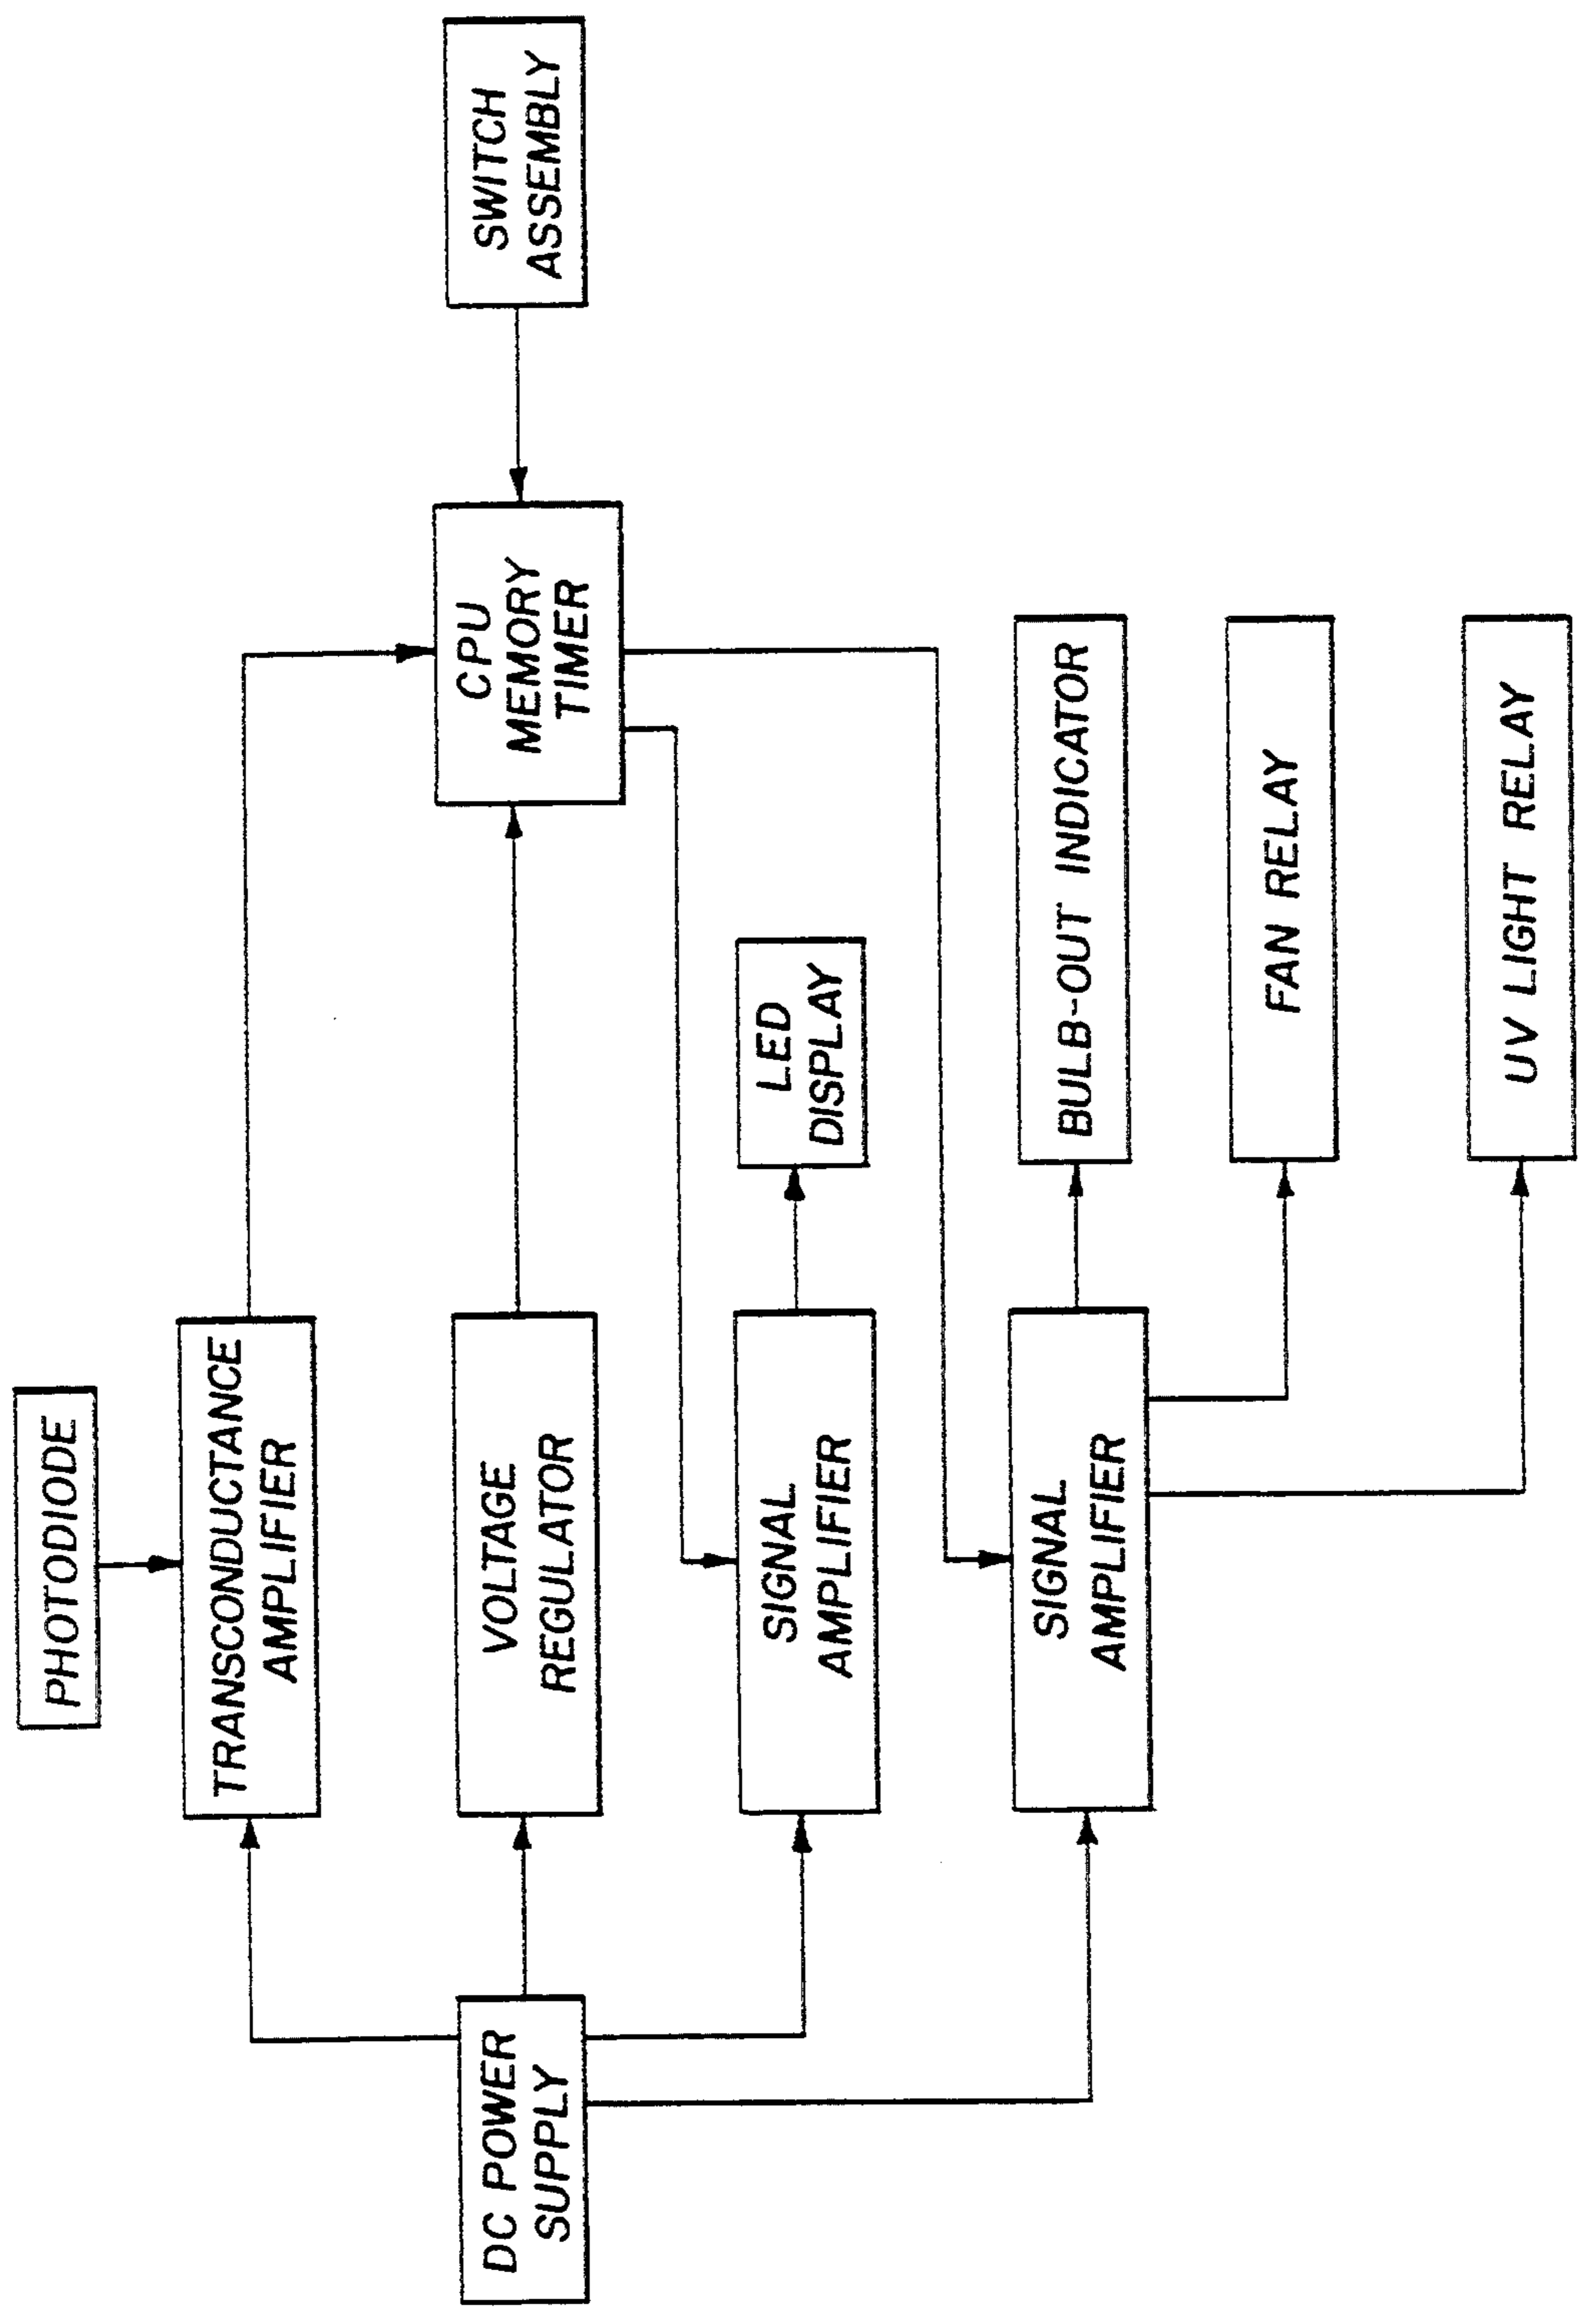 PHOTODIODE
TRANSCONDUCTANCE
AMPLIFIER
DC POWER
SUPPLY
VOLTAGE
REGULATOR
CPU
MEMORY
TIMER
SWITCH
ASSEMBLY
SIGNAL
AMPLIFIER
LED
DISPLAY
SIGNAL
AMPLIFIER
BULB-OUT INDICATOR
FAN RELAY
UV LIGHT RELAY